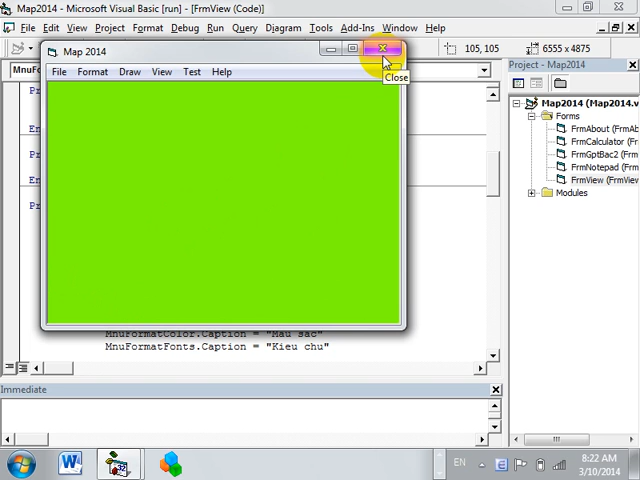 Map2014 - Microsoft Visual Basic [run] - [FrmView (Code)]
File Edit View Project Format Debug Run Query Diagram Tools Add-Ins Window Help
105, 105
6555 x 4875
Map 2014
Close
File Format Draw View Test Help
MnuFormatColor.Caption = "Mau sac"
MnuFormatFonts.Caption = "Kieu chu"
Project - Map2014
Map2014 (Map2014.v
Forms
FrmAbout (FrmAb
FrmCalculator (Fr
FrmGptBac2 (Frm
FrmNotepad (Frm
FrmView (FrmView
Modules
Immediate
EN
8:22 AM
3/10/2014